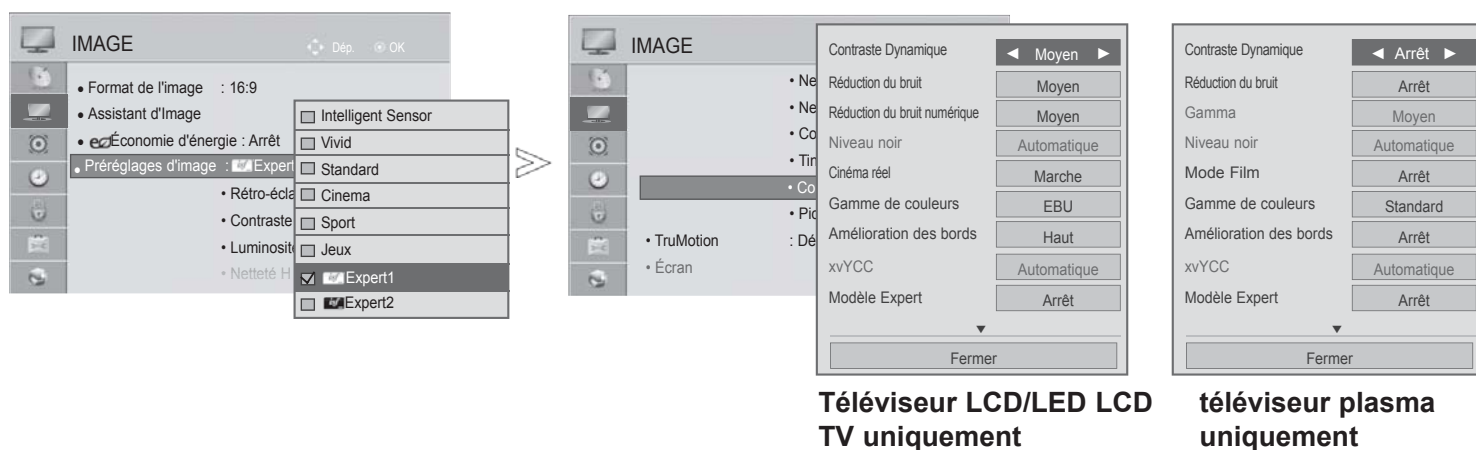 IMAGE
Dép. OK
• Format de l'image : 16:9
• Assistant d'Image
• Économie d'énergie : Arrêt
• Préréglages d'image : Expert
• Rétro-écla
• Contraste
• Luminosité
• Netteté H
Intelligent Sensor
Vivid
Standard
Cinema
Sport
Jeux
Expert1
Expert2
IMAGE
• Ne
• Ne
• Co
• Tin
• Co
• Pic
• TruMotion : Dé
• Écran
Contraste Dynamique ◄ Moyen ►
Réduction du bruit Moyen
Réduction du bruit numérique Moyen
Niveau noir Automatique
Cinéma réel Marche
Gamme de couleurs EBU
Amélioration des bords Haut
xvYCC Automatique
Modèle Expert Arrêt
▼
Fermer
Téléviseur LCD/LED LCD
TV uniquement
Contraste Dynamique ◄ Arrêt ►
Réduction du bruit Arrêt
Gamma Moyen
Niveau noir Automatique
Mode Film Arrêt
Gamme de couleurs Standard
Amélioration des bords Arrêt
xvYCC Automatique
Modèle Expert Arrêt
▼
Fermer
téléviseur plasma
uniquement